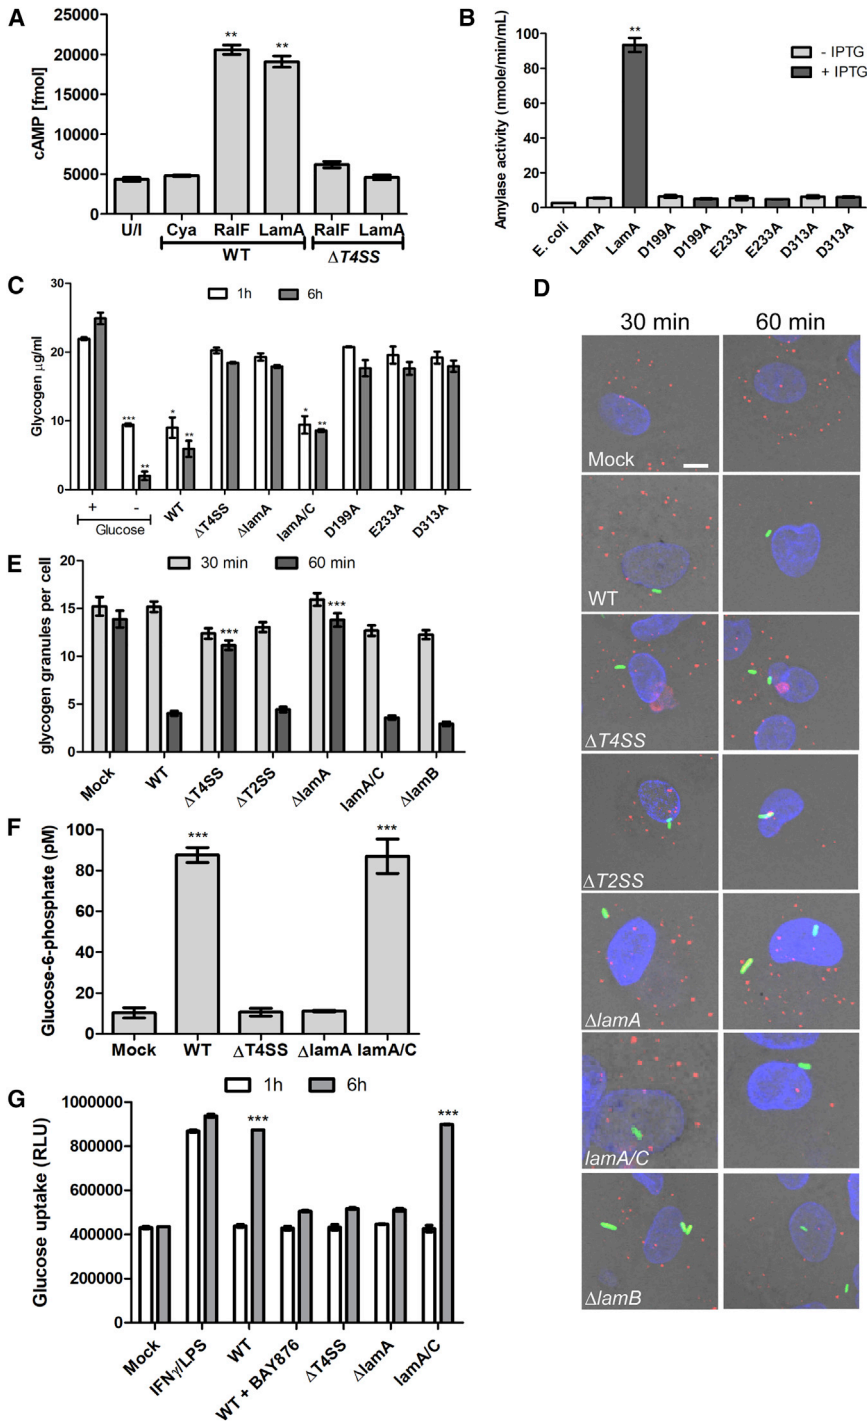 A
cAMP [fmol]
25000
20000
15000
10000
5000
0
**
**
U/I
Cya
RalF
LamA
RalF
LamA
WT
ΔT4SS
B
Amylase activity (nmole/min/mL)
100
80
60
40
20
0
**
- IPTG
+ IPTG
E. coli
LamA
LamA
D199A
D199A
E233A
E233A
D313A
D313A
C
Glycogen µg/ml
30
20
10
0
1h
6h
***
**
*
**
*
**
+
-
Glucose
WT
ΔT4SS
ΔlamA
lamA/C
D199A
E233A
D313A
D
30 min
60 min
Mock
WT
ΔT4SS
ΔT2SS
ΔlamA
lamA/C
ΔlamB
E
glycogen granules per cell
20
15
10
5
0
30 min
60 min
***
***
Mock
WT
ΔT4SS
ΔT2SS
ΔlamA
lamA/C
ΔlamB
F
Glucose-6-phosphate (pM)
100
80
60
40
20
0
***
***
Mock
WT
ΔT4SS
ΔlamA
lamA/C
G
Glucose uptake (RLU)
1000000
800000
600000
400000
200000
0
1h
6h
***
***
Mock
IFNγ/LPS
WT
WT + BAY876
ΔT4SS
ΔlamA
lamA/C